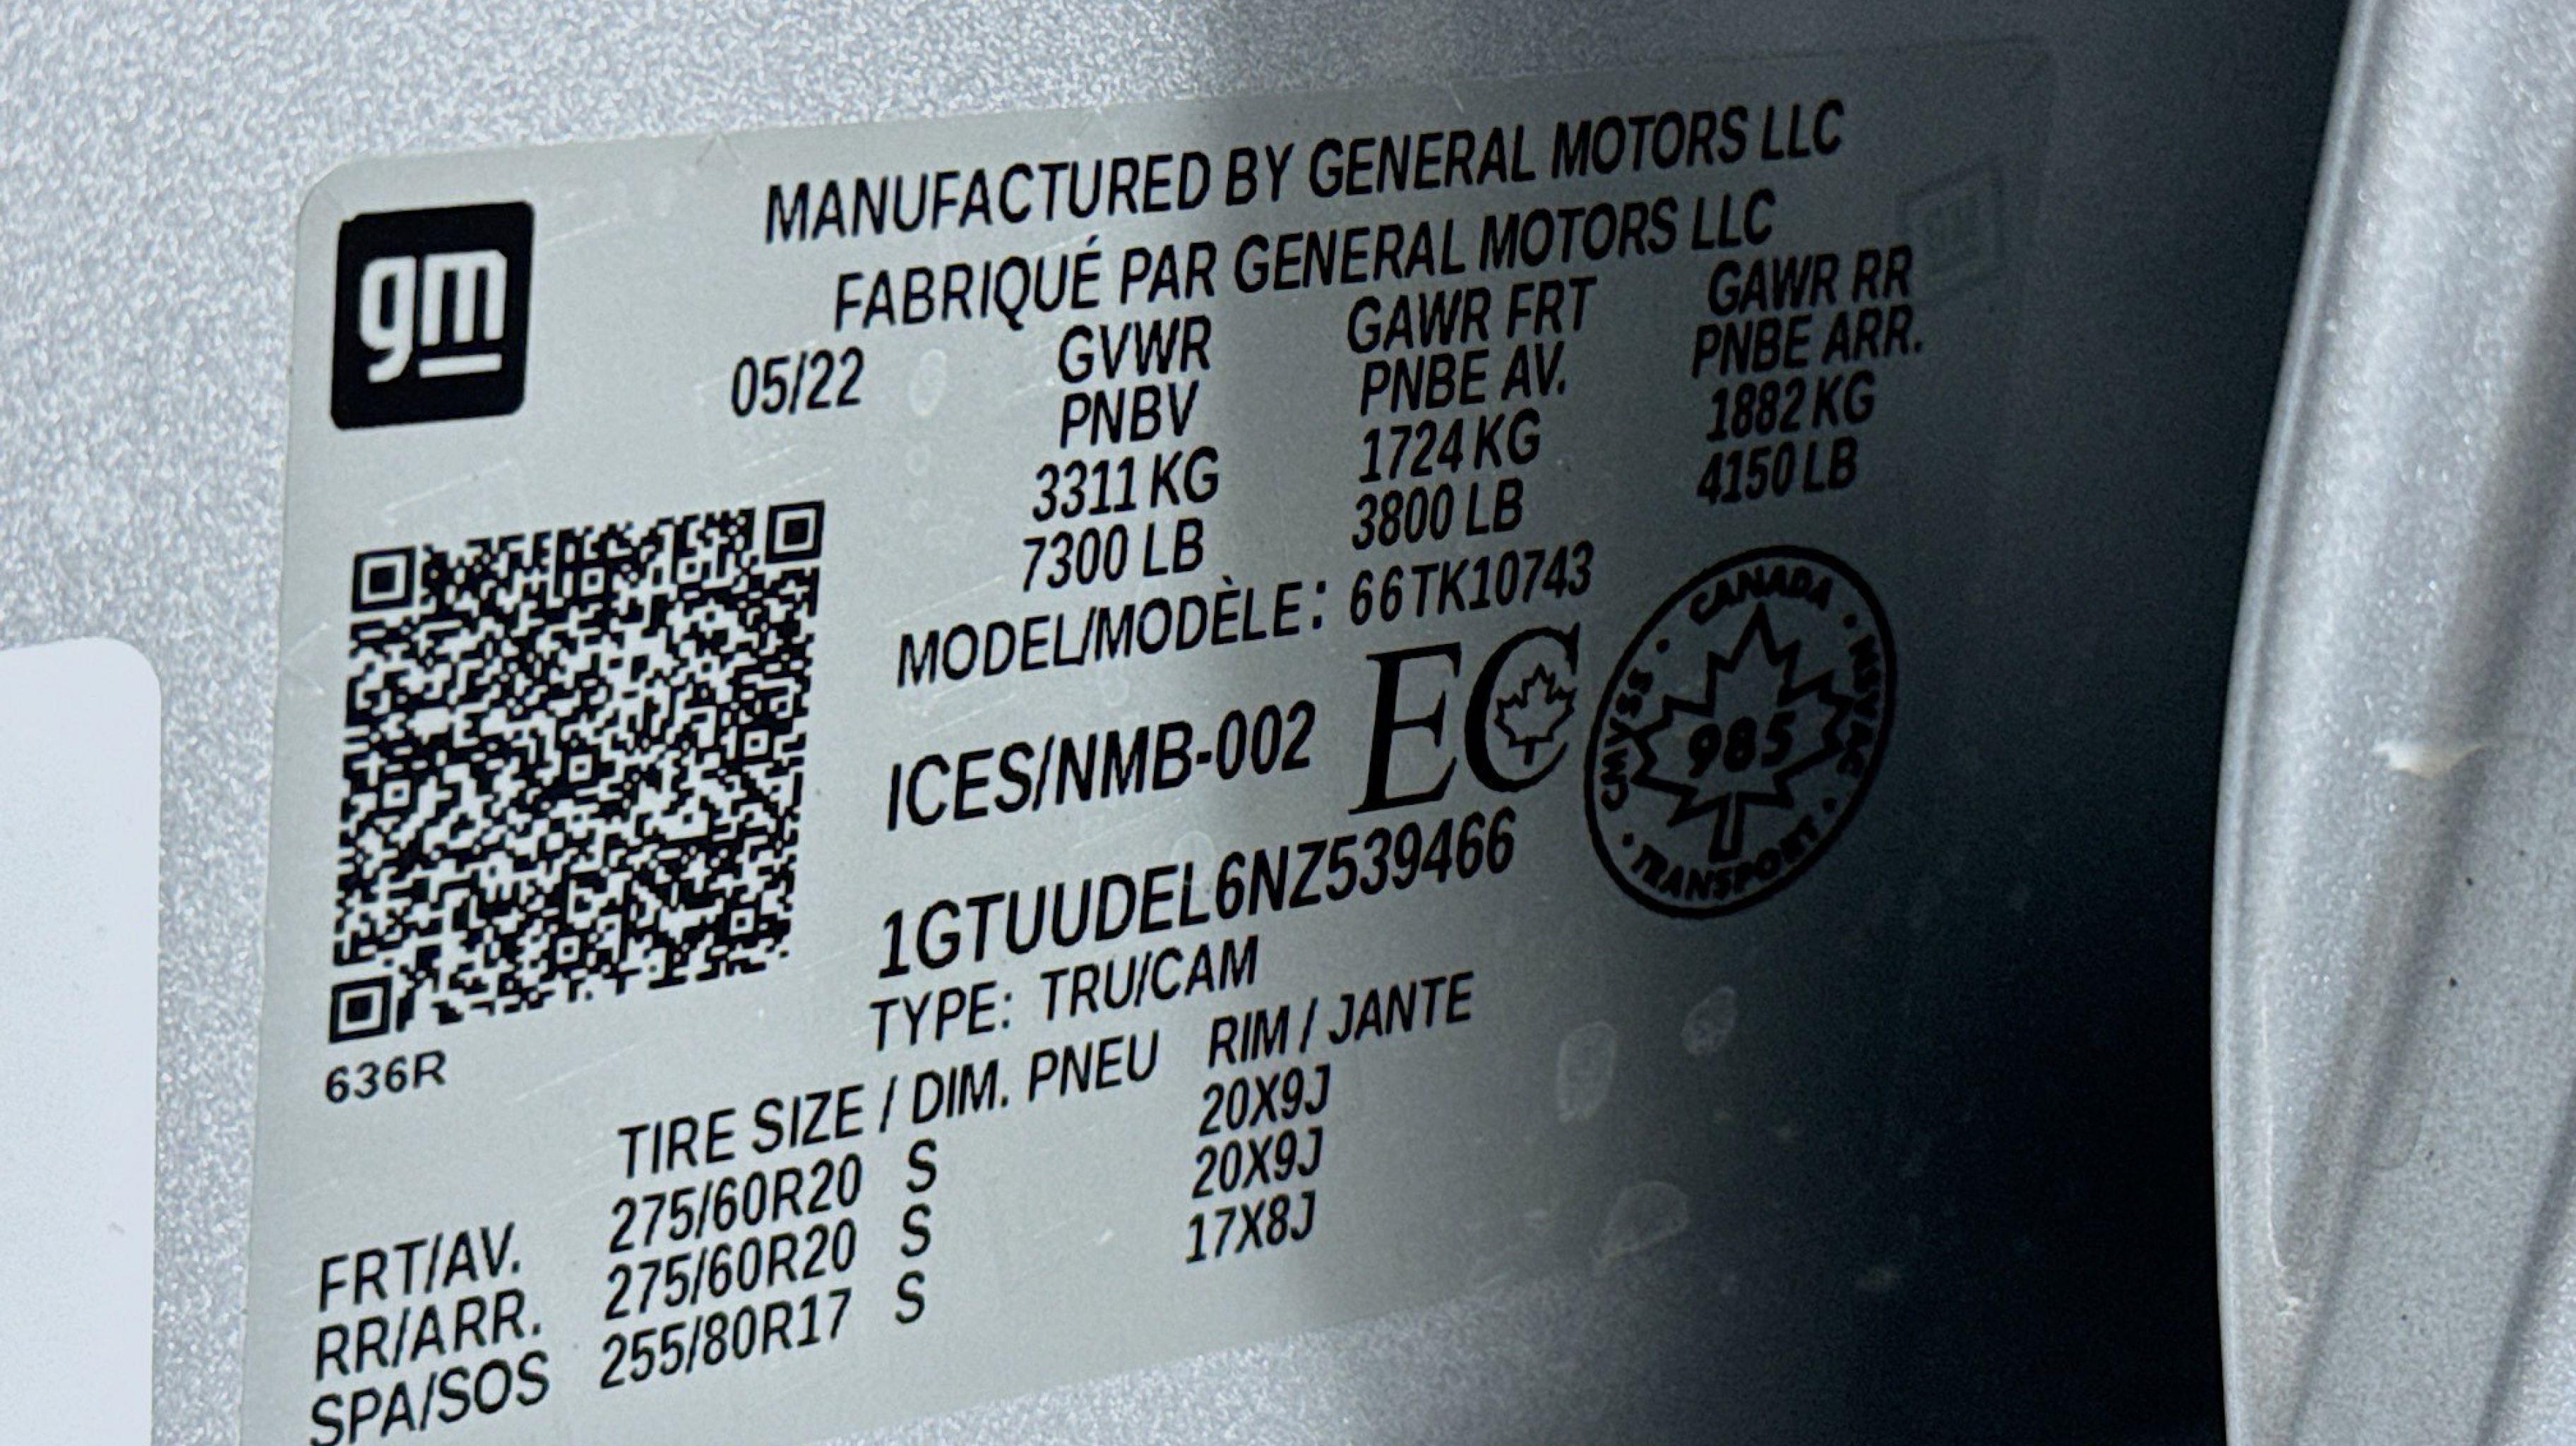 gm
MANUFACTURED BY GENERAL MOTORS LLC
FABRIQUÉ PAR GENERAL MOTORS LLC
05/22 GVWR GAWR FRT GAWR RR
PNBV PNBE AV. PNBE ARR.
3311 KG 1724 KG 1882 KG
7300 LB 3800 LB 4150 LB
MODEL/MODÈLE: 66TK10743
ICES/NMB-002 EC
CANADA · NSVAC · TRANSPORT · CMVSS ·
985
1GTUUDEL6NZ539466
TYPE: TRU/CAM
636R
TIRE SIZE / DIM. PNEU RIM / JANTE
FRT/AV. 275/60R20 S 20X9J
RR/ARR. 275/60R20 S 20X9J
SPA/SOS 255/80R17 S 17X8J